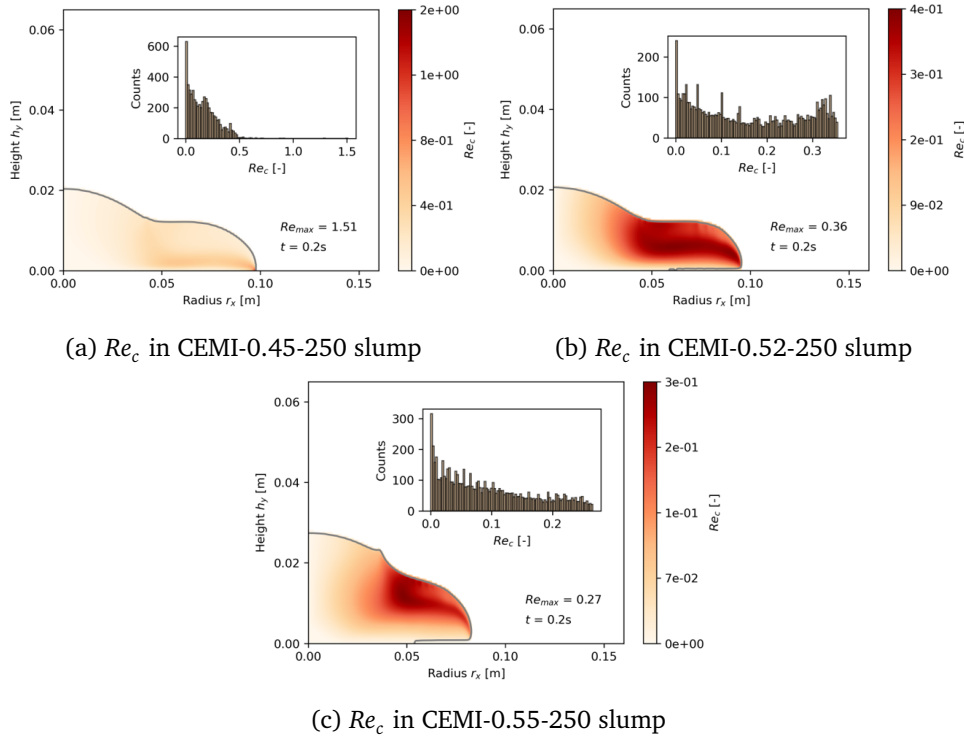 0.06
0.04
0.02
0.00
Height h_y [m]
0.00 0.05 0.10 0.15
Radius r_x [m]
600
400
200
0
Counts
0.0 0.5 1.0 1.5
Re_c [-]
Re_max = 1.51
t = 0.2s
2e+00
1e+00
8e-01
4e-01
0e+00
Re_c [-]
(a) Re_c in CEMI-0.45-250 slump
0.06
0.04
0.02
0.00
Height h_y [m]
0.00 0.05 0.10 0.15
Radius r_x [m]
200
100
0
Counts
0.0 0.1 0.2 0.3
Re_c [-]
Re_max = 0.36
t = 0.2s
4e-01
3e-01
2e-01
9e-02
0e+00
Re_c [-]
(b) Re_c in CEMI-0.52-250 slump
0.06
0.04
0.02
0.00
Height h_y [m]
0.00 0.05 0.10 0.15
Radius r_x [m]
300
200
100
0
Counts
0.0 0.1 0.2
Re_c [-]
Re_max = 0.27
t = 0.2s
3e-01
2e-01
1e-01
7e-02
0e+00
Re_c [-]
(c) Re_c in CEMI-0.55-250 slump